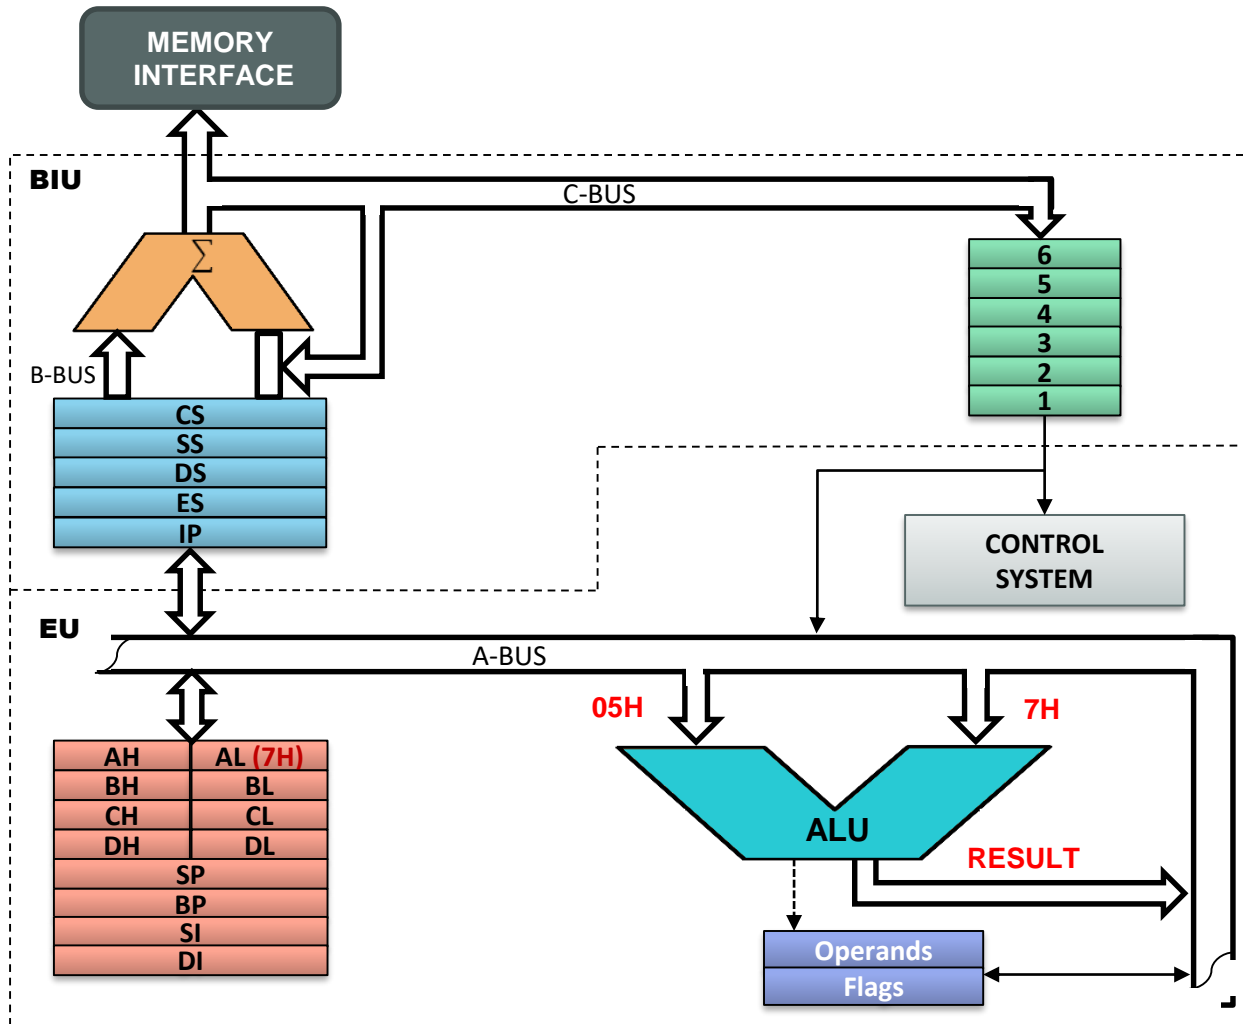 MEMORY
INTERFACE
BIU
C-BUS
Σ
6
5
4
3
2
1
B-BUS
CS
SS
DS
ES
IP
CONTROL
SYSTEM
EU
A-BUS
05H
7H
AH AL (7H)
BH BL
CH CL
DH DL
SP
BP
SI
DI
ALU
RESULT
Operands
Flags